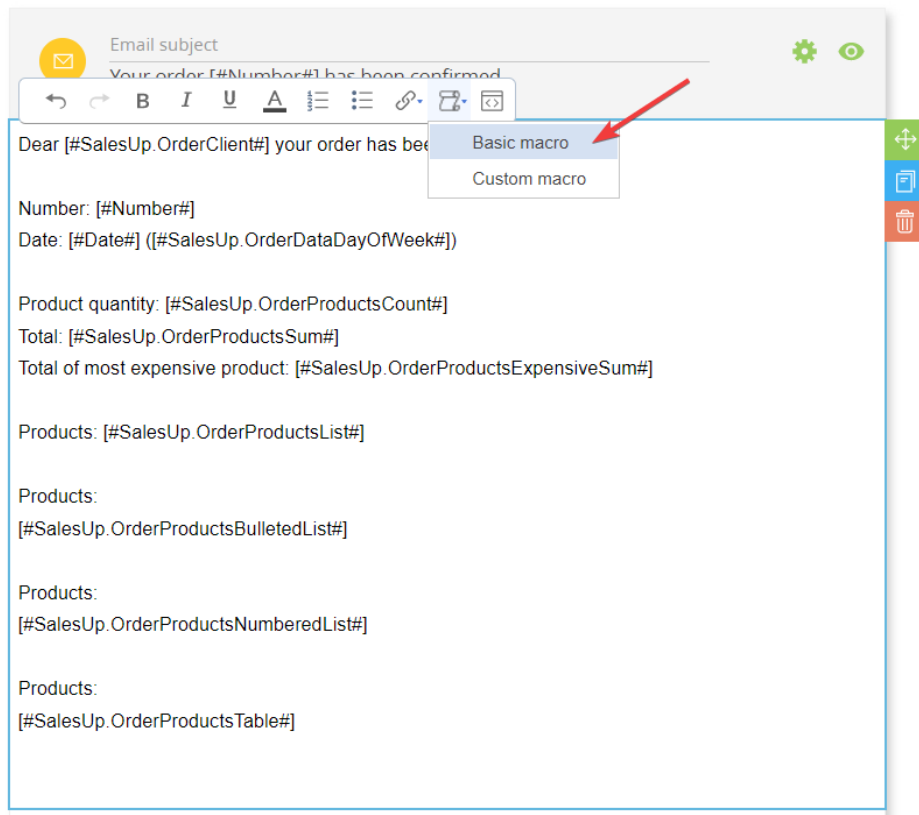 Email subject
Your order [#Number#] has been confirmed
B I U A
Basic macro
Custom macro
Dear [#SalesUp.OrderClient#] your order has bee
Number: [#Number#]
Date: [#Date#] ([#SalesUp.OrderDataDayOfWeek#])
Product quantity: [#SalesUp.OrderProductsCount#]
Total: [#SalesUp.OrderProductsSum#]
Total of most expensive product: [#SalesUp.OrderProductsExpensiveSum#]
Products: [#SalesUp.OrderProductsList#]
Products:
[#SalesUp.OrderProductsBulletedList#]
Products:
[#SalesUp.OrderProductsNumberedList#]
Products:
[#SalesUp.OrderProductsTable#]